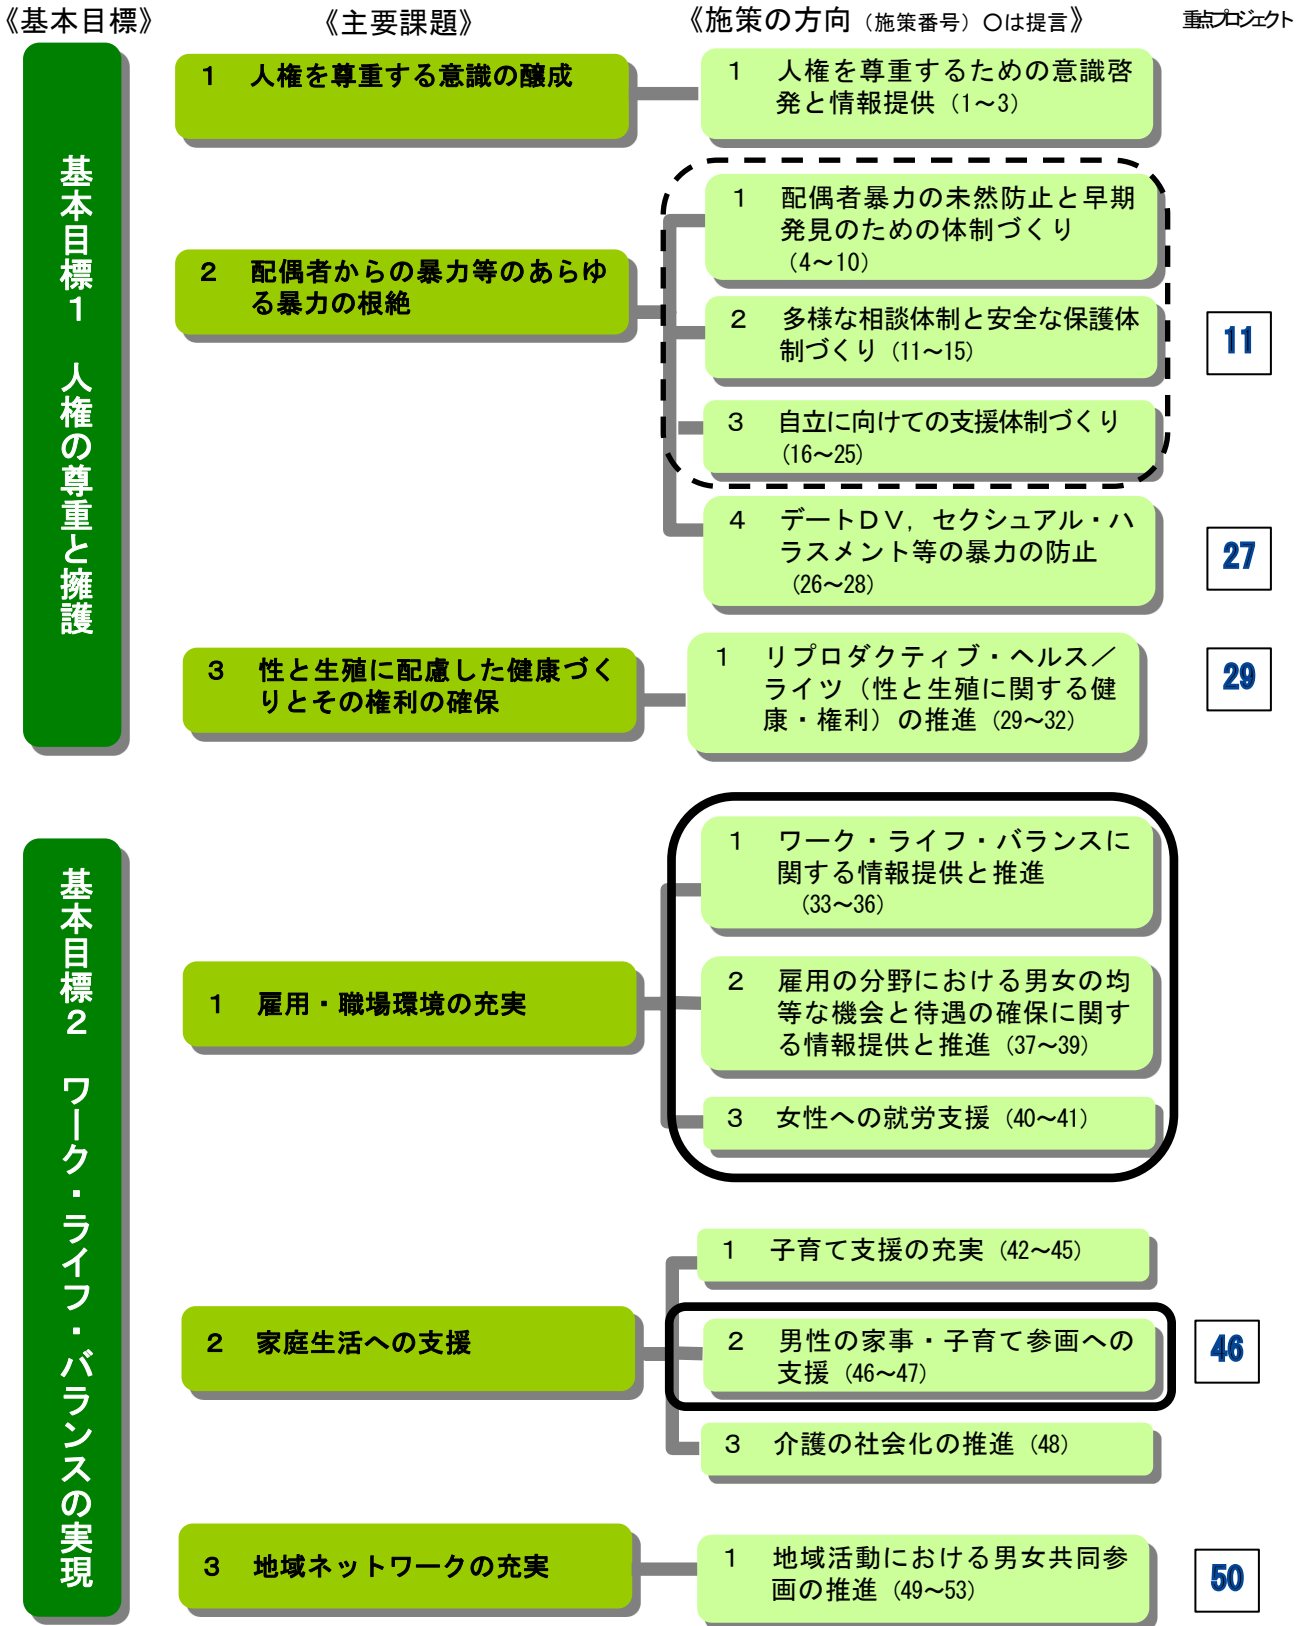 《基本目標》
《主要課題》
《施策の方向（施策番号）〇は提言》
重点プロジェクト
基本目標１　人権の尊重と擁護
１　人権を尊重する意識の醸成
１　人権を尊重するための意識啓
発と情報提供（1～3）
２　配偶者からの暴力等のあらゆ
る暴力の根絶
１　配偶者暴力の未然防止と早期
発見のための体制づくり
（4～10）
２　多様な相談体制と安全な保護体
制づくり（11～15）
11
３　自立に向けての支援体制づくり
（16～25）
４　デートＤＶ，セクシュアル・ハ
ラスメント等の暴力の防止
（26～28）
27
３　性と生殖に配慮した健康づく
りとその権利の確保
１　リプロダクティブ・ヘルス／
ライツ（性と生殖に関する健
康・権利）の推進（29～32）
29
基本目標２　ワーク・ライフ・バランスの実現
１　雇用・職場環境の充実
１　ワーク・ライフ・バランスに
関する情報提供と推進
（33～36）
２　雇用の分野における男女の均
等な機会と待遇の確保に関す
る情報提供と推進（37～39）
３　女性への就労支援（40～41）
２　家庭生活への支援
１　子育て支援の充実（42～45）
２　男性の家事・子育て参画への
支援（46～47）
46
３　介護の社会化の推進（48）
３　地域ネットワークの充実
１　地域活動における男女共同参
画の推進（49～53）
50